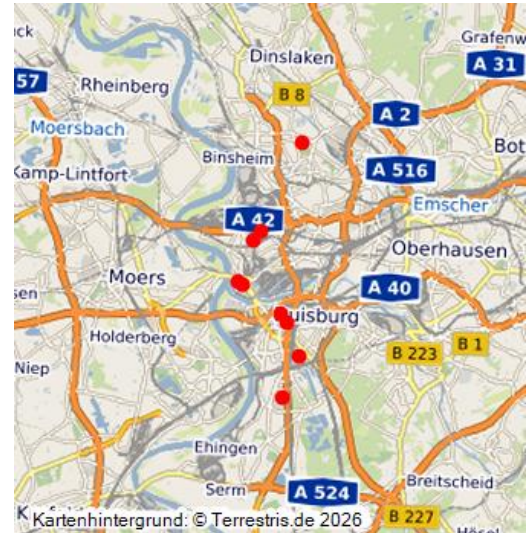 Grafenw
Dinslaken
A 31
57
Rheinberg
B 8
A 2
Moersbach
Binsheim
Bot
Kamp-Lintfort
A 516
Emscher
A 42
Oberhausen
Moers
sen
A 40
uisburg
Holderberg
B 1
B 223
Niep
Ehingen
Breitscheid
Serm
A 524
B 227
Hösel
Kartenhintergrund: © Terrestris.de 2026